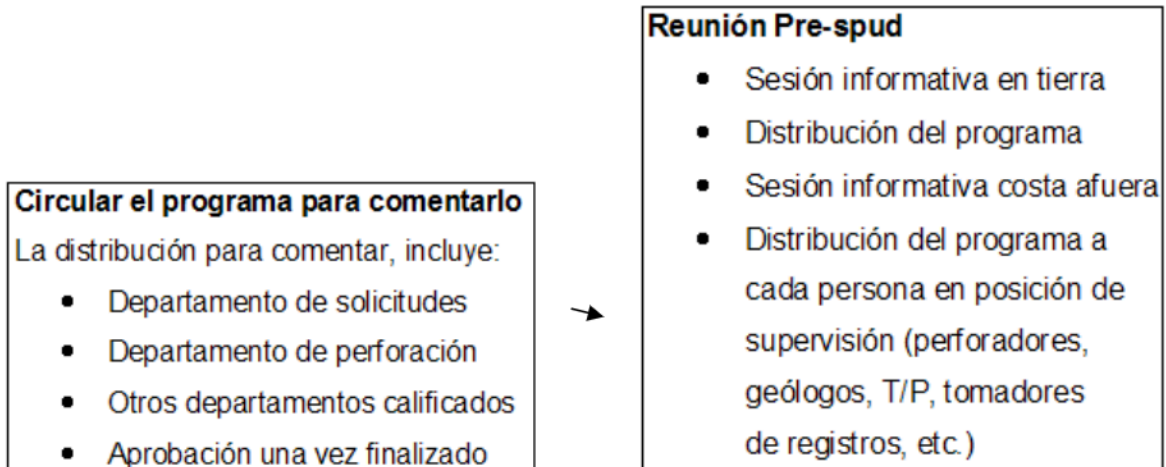 Circular el programa para comentarlo
La distribución para comentar, incluye:
• Departamento de solicitudes
• Departamento de perforación
• Otros departamentos calificados
• Aprobación una vez finalizado
Reunión Pre-spud
• Sesión informativa en tierra
• Distribución del programa
• Sesión informativa costa afuera
• Distribución del programa a
cada persona en posición de
supervisión (perforadores,
geólogos, T/P, tomadores
de registros, etc.)